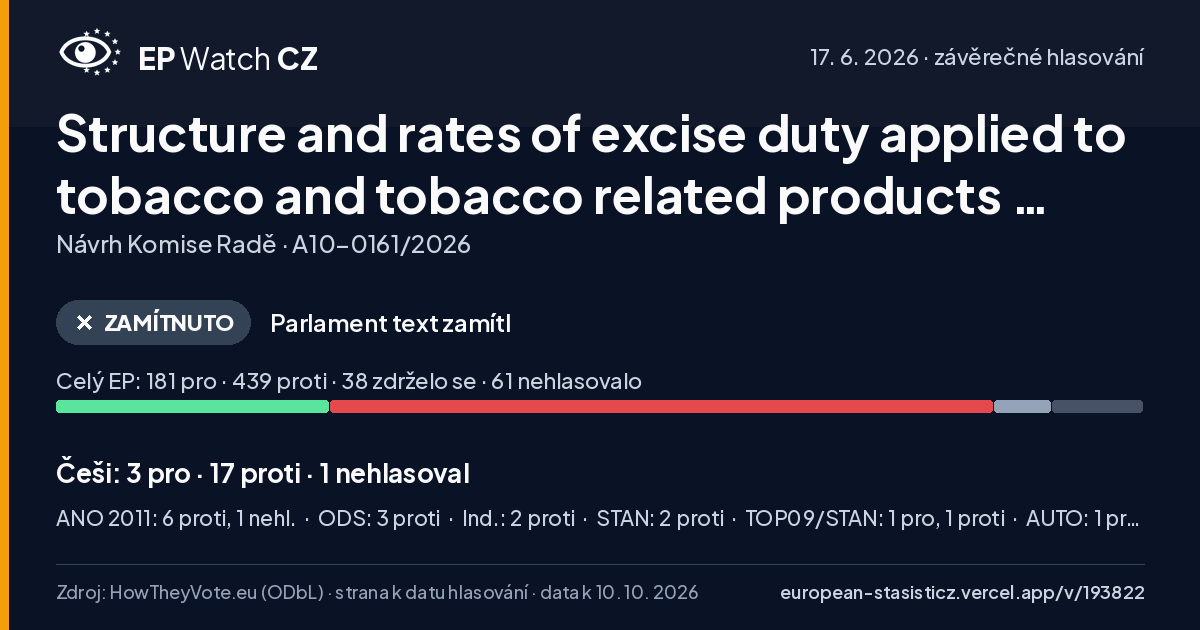 EP Watch CZ
17. 6. 2026 · závěrečné hlasování
Structure and rates of excise duty applied to
tobacco and tobacco related products ...
Návrh Komise Radě · A10-0161/2026
✕ ZAMÍTNUTO
Parlament text zamítl
Celý EP: 181 pro · 439 proti · 38 zdrželo se · 61 nehlasovalo
Češi: 3 pro · 17 proti · 1 nehlasoval
ANO 2011: 6 proti, 1 nehl. · ODS: 3 proti · Ind.: 2 proti · STAN: 2 proti · TOP09/STAN: 1 pro, 1 proti · AUTO: 1 pr...
Zdroj: HowTheyVote.eu (ODbL) · strana k datu hlasování · data k 10. 10. 2026
european-stasisticz.vercel.app/v/193822